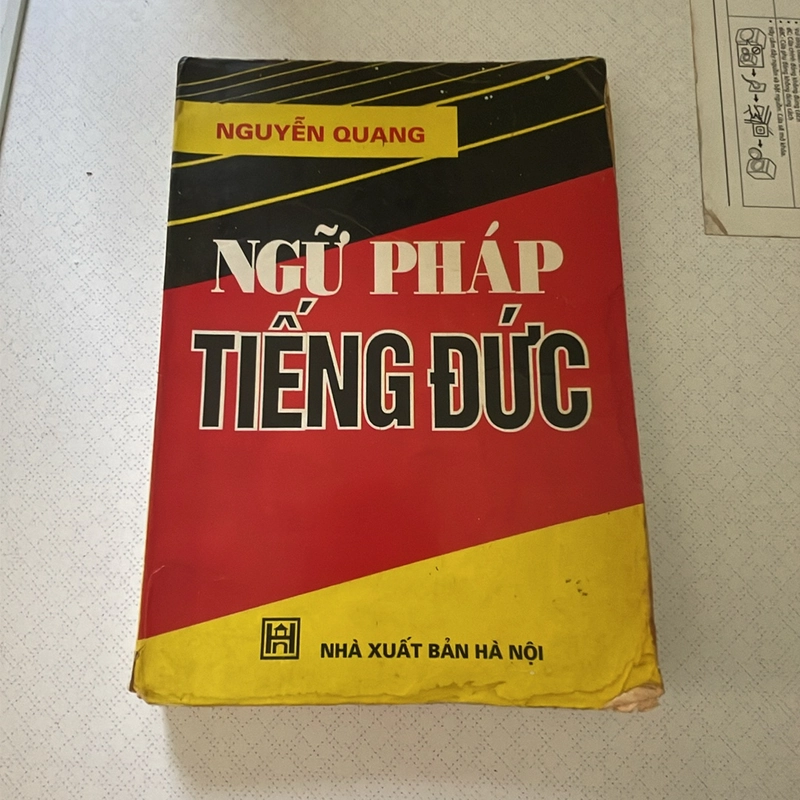 NGUYỄN QUANG
NGỮ PHÁP
TIẾNG ĐỨC
NHÀ XUẤT BẢN HÀ NỘI